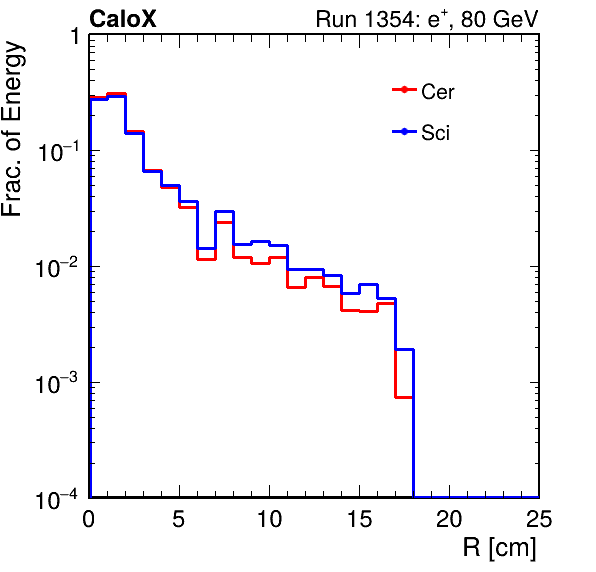 CaloX Run 1354: e⁺, 80 GeV
Frac. of Energy
1
Cer
10⁻¹
Sci
10⁻²
10⁻³
10⁻⁴
0 5 10 15 20 25
R [cm]